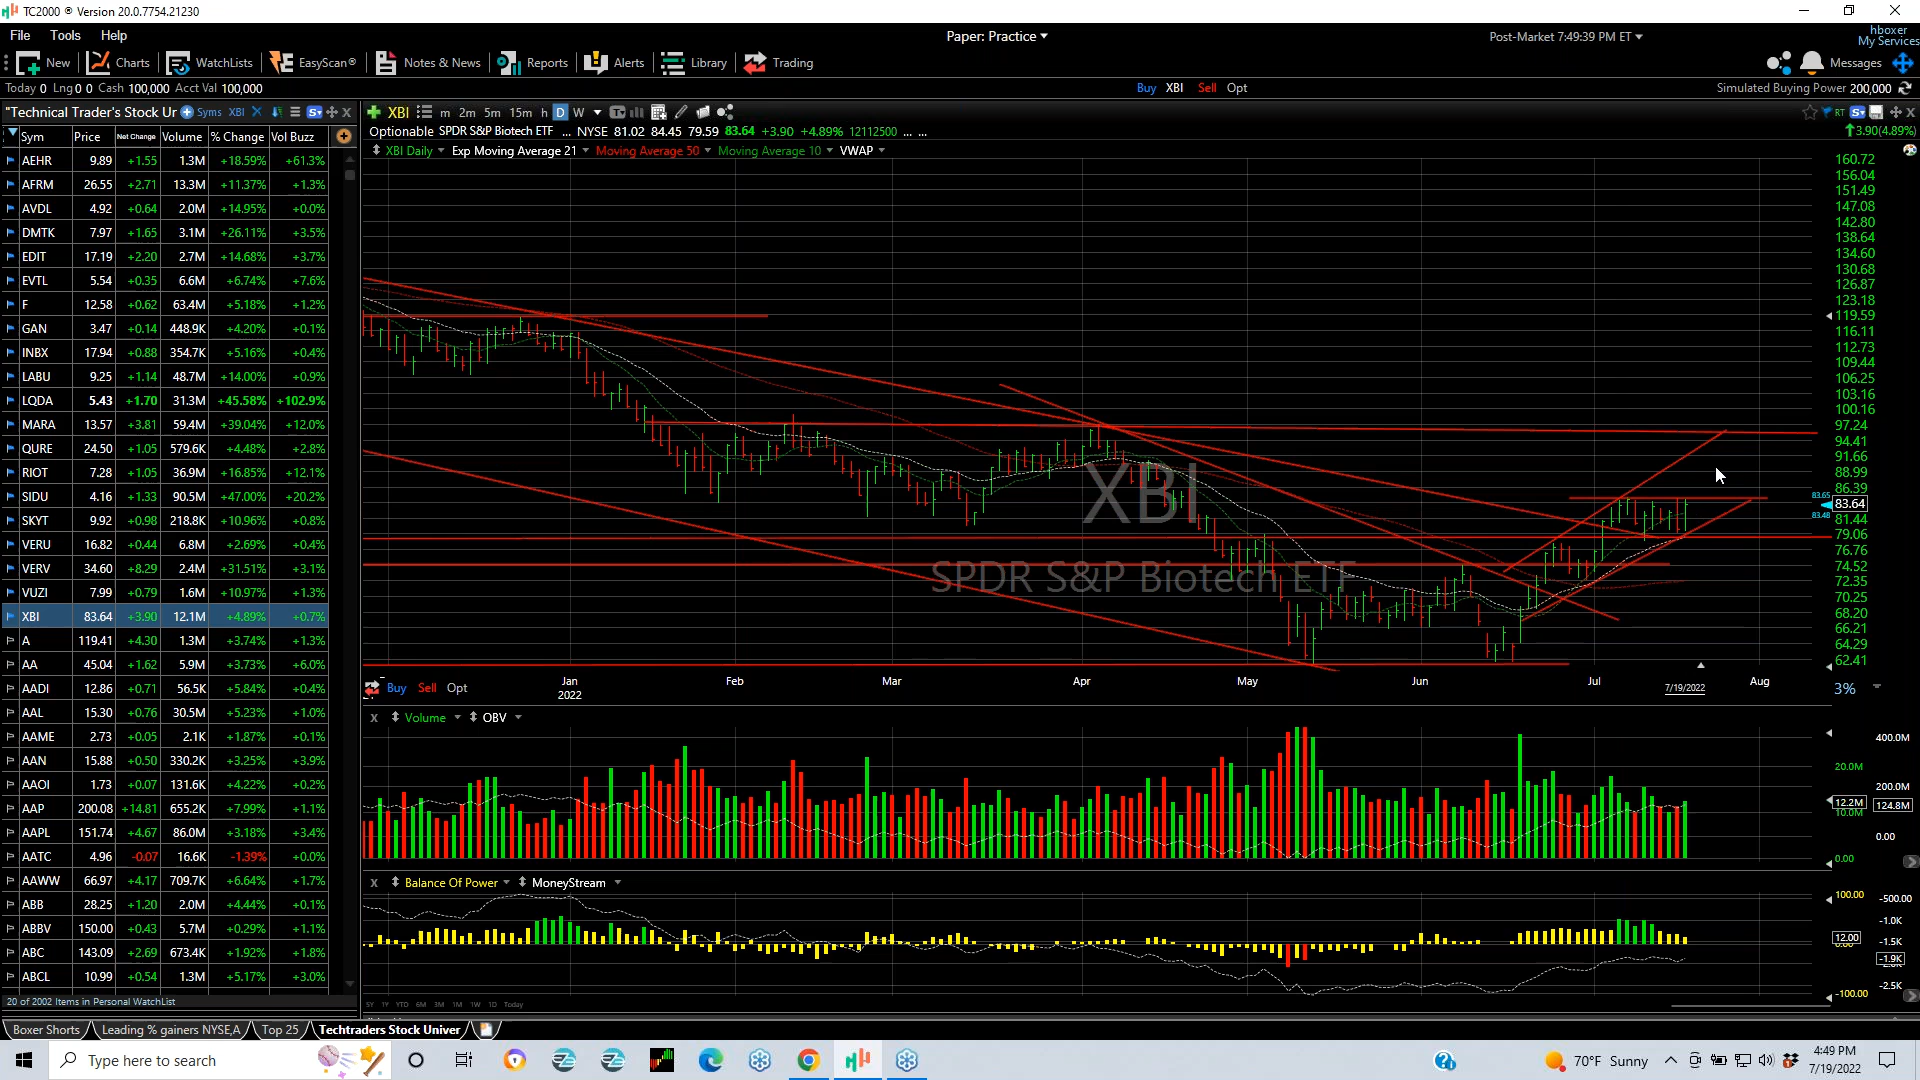 TC2000 ® Version 20.0.7754.21230
File Tools Help
Paper: Practice
Post-Market 7:49:39 PM ET
hboxer
My Services
New Charts WatchLists EasyScan® Notes & News Reports Alerts Library Trading
Messages
Today 0 Lng 0 0 Cash 100,000 Acct Val 100,000
Buy XBI Sell Opt
Simulated Buying Power 200,000
"Technical Trader's Stock Ur Syms XBI
XBI m 2m 5m 15m h D W
RT
Sym Price Net Change Volume % Change Vol Buzz
Optionable SPDR S&P Biotech ETF ... NYSE 81.02 84.45 79.59 83.64 +3.90 +4.89% 12112500 ... ...
3.90(4.89%)
XBI Daily Exp Moving Average 21 Moving Average 50 Moving Average 10 VWAP
AEHR 9.89 +1.55 1.3M +18.59% +61.3%
AFRM 26.55 +2.71 13.3M +11.37% +1.3%
AVDL 4.92 +0.64 2.0M +14.95% +0.0%
DMTK 7.97 +1.65 3.1M +26.11% +3.5%
EDIT 17.19 +2.20 2.7M +14.68% +3.7%
EVTL 5.54 +0.35 6.6M +6.74% +7.6%
F 12.58 +0.62 63.4M +5.18% +1.2%
GAN 3.47 +0.14 448.9K +4.20% +0.1%
INBX 17.94 +0.88 354.7K +5.16% +0.4%
LABU 9.25 +1.14 48.7M +14.00% +0.9%
LQDA 5.43 +1.70 31.3M +45.58% +102.9%
MARA 13.57 +3.81 59.4M +39.04% +12.0%
QURE 24.50 +1.05 579.6K +4.48% +2.8%
RIOT 7.28 +1.05 36.9M +16.85% +12.1%
SIDU 4.16 +1.33 90.5M +47.00% +20.2%
SKYT 9.92 +0.98 218.8K +10.96% +0.8%
VERU 16.82 +0.44 6.8M +2.69% +0.4%
VERV 34.60 +8.29 2.4M +31.51% +3.1%
VUZI 7.99 +0.79 1.6M +10.97% +1.3%
XBI 83.64 +3.90 12.1M +4.89% +0.7%
A 119.41 +4.30 1.3M +3.74% +1.3%
AA 45.04 +1.62 5.9M +3.73% +6.0%
AADI 12.86 +0.71 56.5K +5.84% +0.4%
AAL 15.30 +0.76 30.5M +5.23% +1.0%
AAME 2.73 +0.05 2.1K +1.87% +0.1%
AAN 15.88 +0.50 330.2K +3.25% +3.9%
AAOI 1.73 +0.07 131.6K +4.22% +0.2%
AAP 200.08 +14.81 655.2K +7.99% +1.1%
AAPL 151.74 +4.67 86.0M +3.18% +3.4%
AATC 4.96 -0.07 16.6K -1.39% +0.0%
AAWW 66.97 +4.17 709.7K +6.64% +1.7%
ABB 28.25 +1.20 2.0M +4.44% +0.1%
ABBV 150.00 +0.43 5.7M +0.29% +1.1%
ABC 143.09 +2.69 673.4K +1.92% +1.8%
ABCL 10.99 +0.54 1.3M +5.17% +3.0%
20 of 2002 Items in Personal WatchList
160.72
156.04
151.49
147.08
142.80
138.64
134.60
130.68
126.87
123.18
119.59
116.11
112.73
109.44
106.25
103.16
100.16
97.24
94.41
91.66
88.99
86.39
83.65
83.64
83.48
81.44
79.06
76.76
74.52
72.35
70.25
68.20
66.21
64.29
62.41
XBI
SPDR S&P Biotech ETF
Buy Sell Opt
Jan Feb Mar Apr May Jun Jul Aug
2022
7/19/2022
3%
X Volume OBV
400.0M
20.0M
200.00M
12.2M
124.8M
10.0M
0.00
0.00
X Balance Of Power MoneyStream
100.00
-500.00
-1.0K
12.00
-1.5K
-1.9K
-2.5K
-100.00
5Y 1Y YTD 6M 3M 1M 1W 1D Today
Boxer Shorts Leading % gainers NYSE,A Top 25 Techtraders Stock Univer
Type here to search
70°F Sunny
4:49 PM
7/19/2022